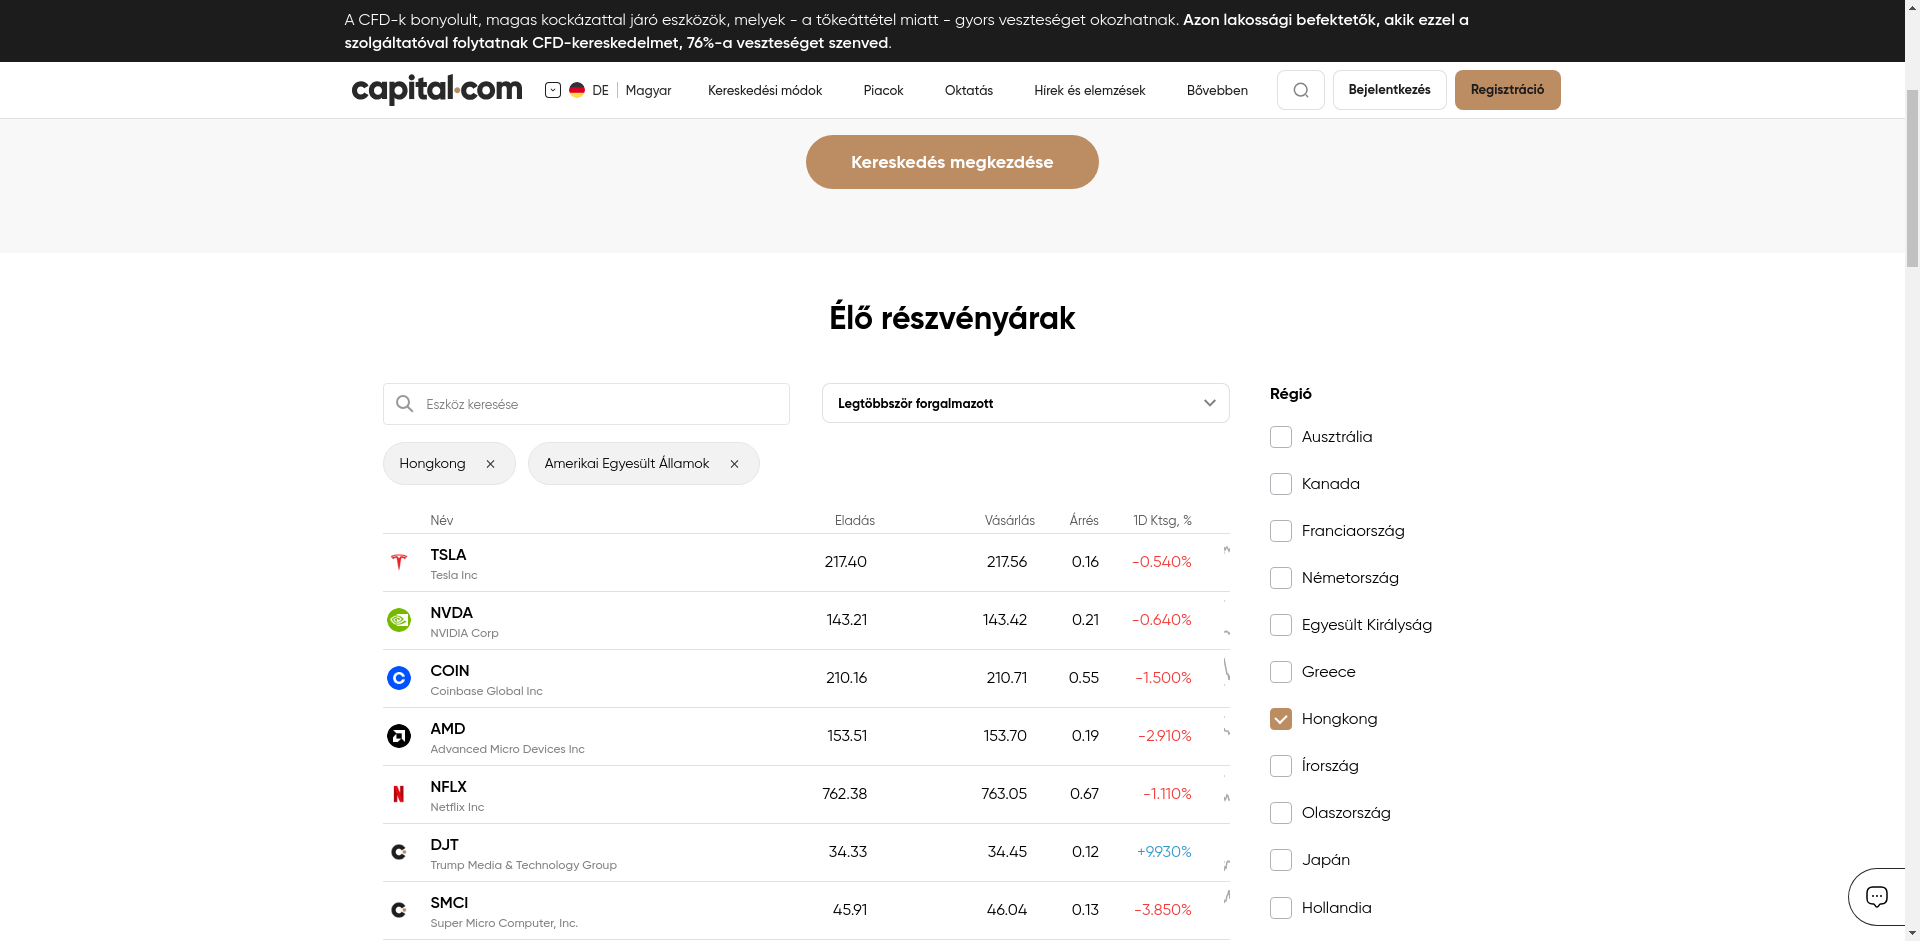 A CFD-k bonyolult, magas kockázattal járó eszközök, melyek - a tőkeáttétel miatt - gyors veszteséget okozhatnak. Azon lakossági befektetők, akik ezzel a
szolgáltatóval folytatnak CFD-kereskedelmet, 76%-a veszteséget szenved.
capital.com DE Magyar Kereskedési módok Piacok Oktatás Hírek és elemzések Bővebben Bejelentkezés Regisztráció
Kereskedés megkezdése
Élő részvényárak
Eszköz keresése
Legtöbbször forgalmazott
Hongkong × Amerikai Egyesült Államok ×
Név Eladás Vásárlás Árrés 1D Ktsg, %
TSLA 217.40 217.56 0.16 -0.540%
Tesla Inc
NVDA 143.21 143.42 0.21 -0.640%
NVIDIA Corp
COIN 210.16 210.71 0.55 -1.500%
Coinbase Global Inc
AMD 153.51 153.70 0.19 -2.910%
Advanced Micro Devices Inc
NFLX 762.38 763.05 0.67 -1.110%
Netflix Inc
DJT 34.33 34.45 0.12 +9.930%
Trump Media & Technology Group
SMCI 45.91 46.04 0.13 -3.850%
Super Micro Computer, Inc.
Régió
Ausztrália
Kanada
Franciaország
Németország
Egyesült Királyság
Greece
Hongkong
Írország
Olaszország
Japán
Hollandia